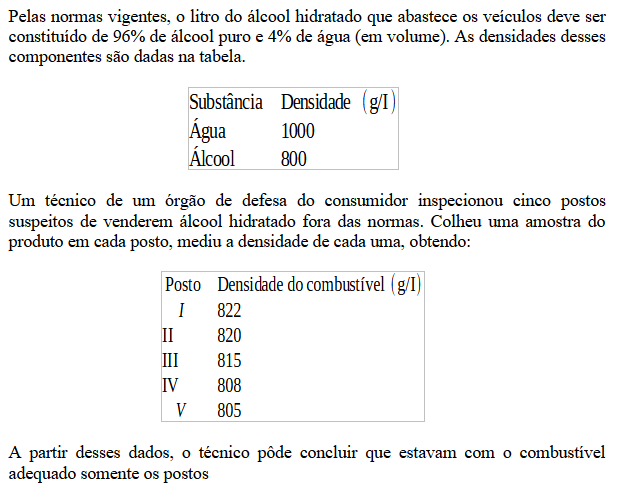 Pelas normas vigentes, o litro do álcool hidratado que abastece os veículos deve ser
constituído de 96% de álcool puro e 4% de água (em volume). As densidades desses
componentes são dadas na tabela.
Substância Densidade (g/I)
Água 1000
Álcool 800
Um técnico de um órgão de defesa do consumidor inspecionou cinco postos
suspeitos de venderem álcool hidratado fora das normas. Colheu uma amostra do
produto em cada posto, mediu a densidade de cada uma, obtendo:
Posto Densidade do combustível (g/I)
I 822
II 820
III 815
IV 808
V 805
A partir desses dados, o técnico pôde concluir que estavam com o combustível
adequado somente os postos